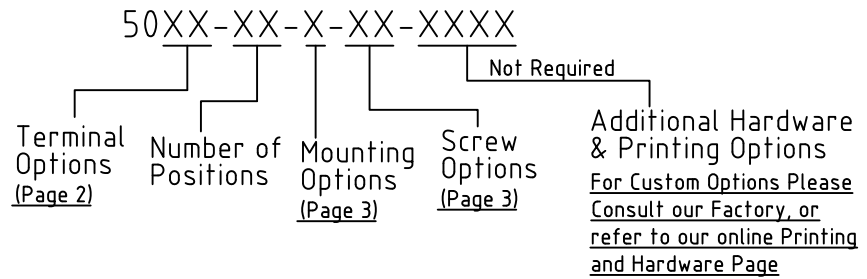 50XX-XX-X-XX-XXXX
Not Required
Terminal
Options
(Page 2)
Number of
Positions
Mounting
Options
(Page 3)
Screw
Options
(Page 3)
Additional Hardware
& Printing Options
For Custom Options Please
Consult our Factory, or
refer to our online Printing
and Hardware Page